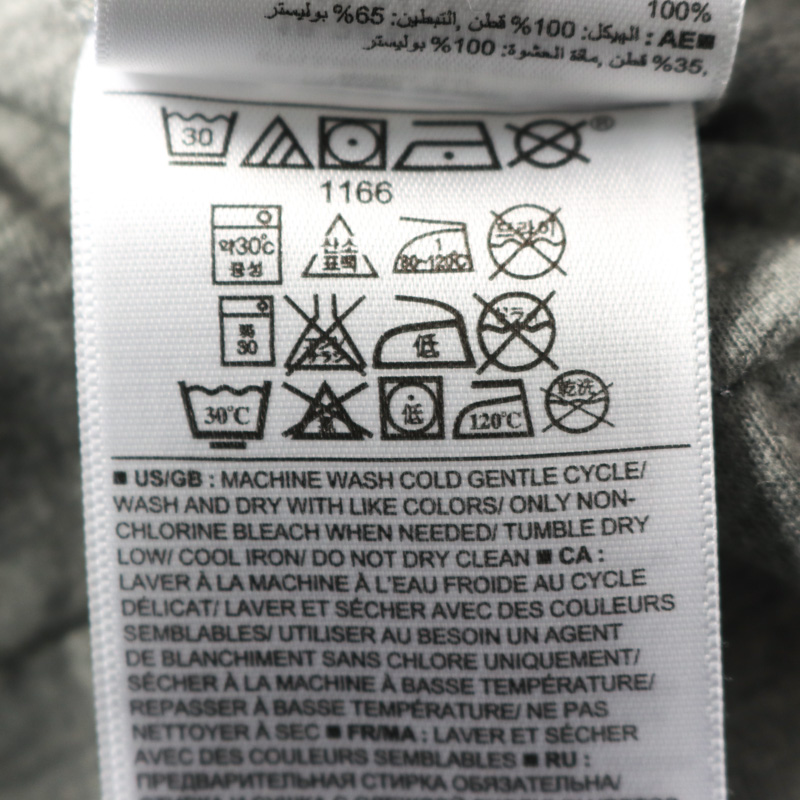 100%
■AE : الهيكل: 100% قطن ,التبطين: 65% بوليستر
,35% قطن ,مادة الحشوة: 100% بوليستر
30 ®
1166
약30℃ 중성 산소 표백 1 80~120℃ 드라이
30 低
30℃ 低 120℃ 乾洗
■ US/GB : MACHINE WASH COLD GENTLE CYCLE/
WASH AND DRY WITH LIKE COLORS/ ONLY NON-
CHLORINE BLEACH WHEN NEEDED/ TUMBLE DRY
LOW/ COOL IRON/ DO NOT DRY CLEAN ■ CA :
LAVER À LA MACHINE À L'EAU FROIDE AU CYCLE
DÉLICAT/ LAVER ET SÉCHER AVEC DES COULEURS
SEMBLABLES/ UTILISER AU BESOIN UN AGENT
DE BLANCHIMENT SANS CHLORE UNIQUEMENT/
SÉCHER À LA MACHINE À BASSE TEMPÉRATURE/
REPASSER À BASSE TEMPÉRATURE/ NE PAS
NETTOYER À SEC ■ FR/MA : LAVER ET SÉCHER
AVEC DES COULEURS SEMBLABLES ■ RU :
ПРЕДВАРИТЕЛЬНАЯ СТИРКА ОБЯЗАТЕЛЬНА/